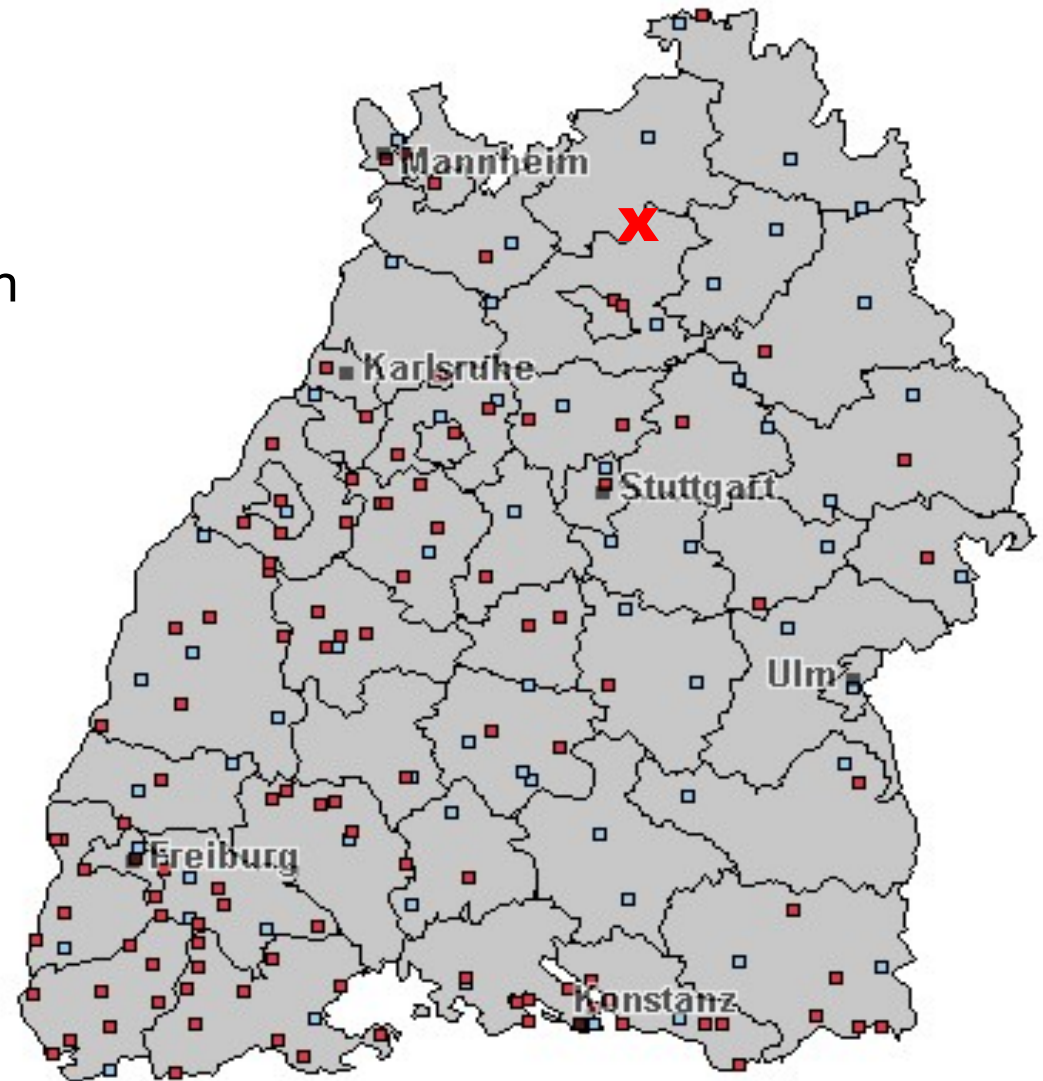 Mannheim
x
n
Karlsruhe
Stuttgart
Ulm
Freiburg
Konstanz